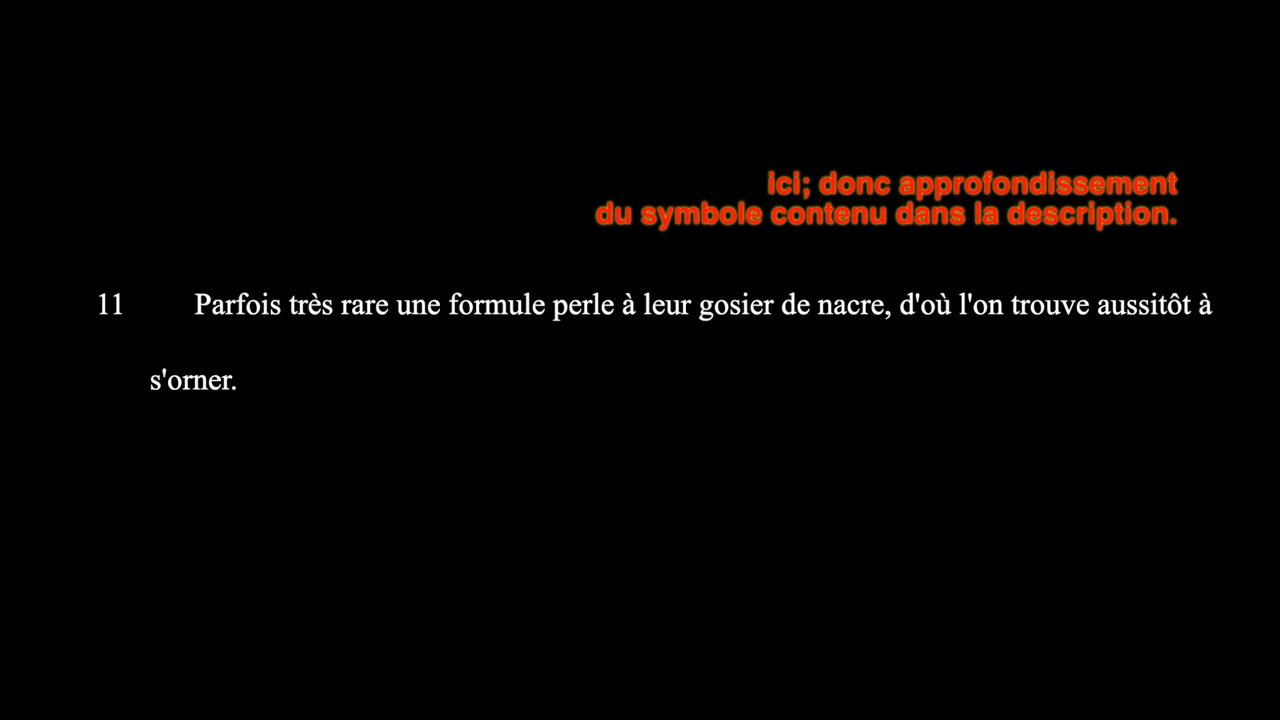 ici; donc approfondissement
du symbole contenu dans la description.
11 Parfois très rare une formule perle à leur gosier de nacre, d'où l'on trouve aussitôt à
s'orner.